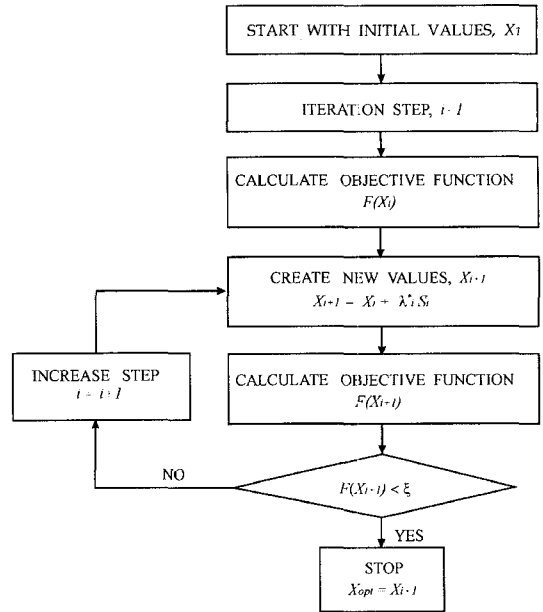 START WITH INITIAL VALUES, X1
ITERATION STEP, i = 1
CALCULATE OBJECTIVE FUNCTION
F(Xi)
CREATE NEW VALUES, Xi+1
Xi+1 = Xi + λ*i Si
INCREASE STEP
i = i+1
CALCULATE OBJECTIVE FUNCTION
F(Xi+1)
NO
F(Xi+1) < ξ
YES
STOP
Xopt = Xi+1